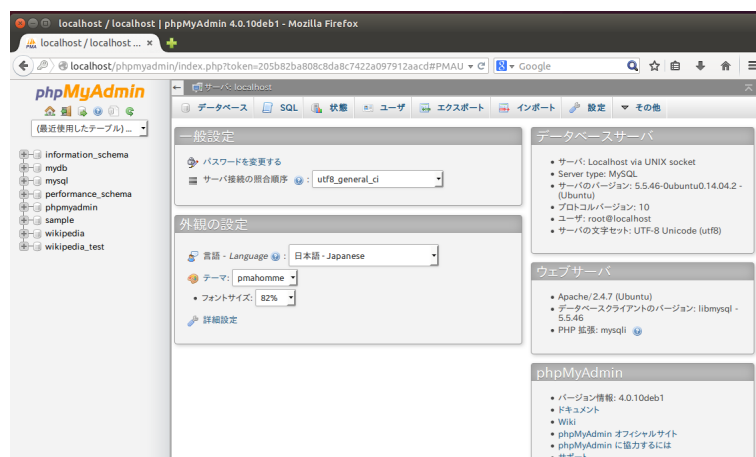 localhost / localhost | phpMyAdmin 4.0.10deb1 - Mozilla Firefox
localhost / localhost ...
localhost/phpmyadmin/index.php?token=205b82ba808c8da8c7422a097912aacd#PMAU
Google
phpMyAdmin
(最近使用したテーブル) ...
information_schema
mydb
mysql
performance_schema
phpmyadmin
sample
wikipedia
wikipedia_test
サーバ: localhost
データベース SQL 状態 ユーザ エクスポート インポート 設定 その他
一般設定
パスワードを変更する
サーバ接続の照合順序 : utf8_general_ci
外観の設定
言語 - Language : 日本語 - Japanese
テーマ: pmahomme
フォントサイズ: 82%
詳細設定
データベースサーバ
サーバ: Localhost via UNIX socket
Server type: MySQL
サーバのバージョン: 5.5.46-0ubuntu0.14.04.2 -
(Ubuntu)
プロトコルバージョン: 10
ユーザ: root@localhost
サーバの文字セット: UTF-8 Unicode (utf8)
ウェブサーバ
Apache/2.4.7 (Ubuntu)
データベースクライアントのバージョン: libmysql -
5.5.46
PHP 拡張: mysqli
phpMyAdmin
バージョン情報: 4.0.10deb1
ドキュメント
Wiki
phpMyAdmin オフィシャルサイト
phpMyAdmin に協力するには
サポート